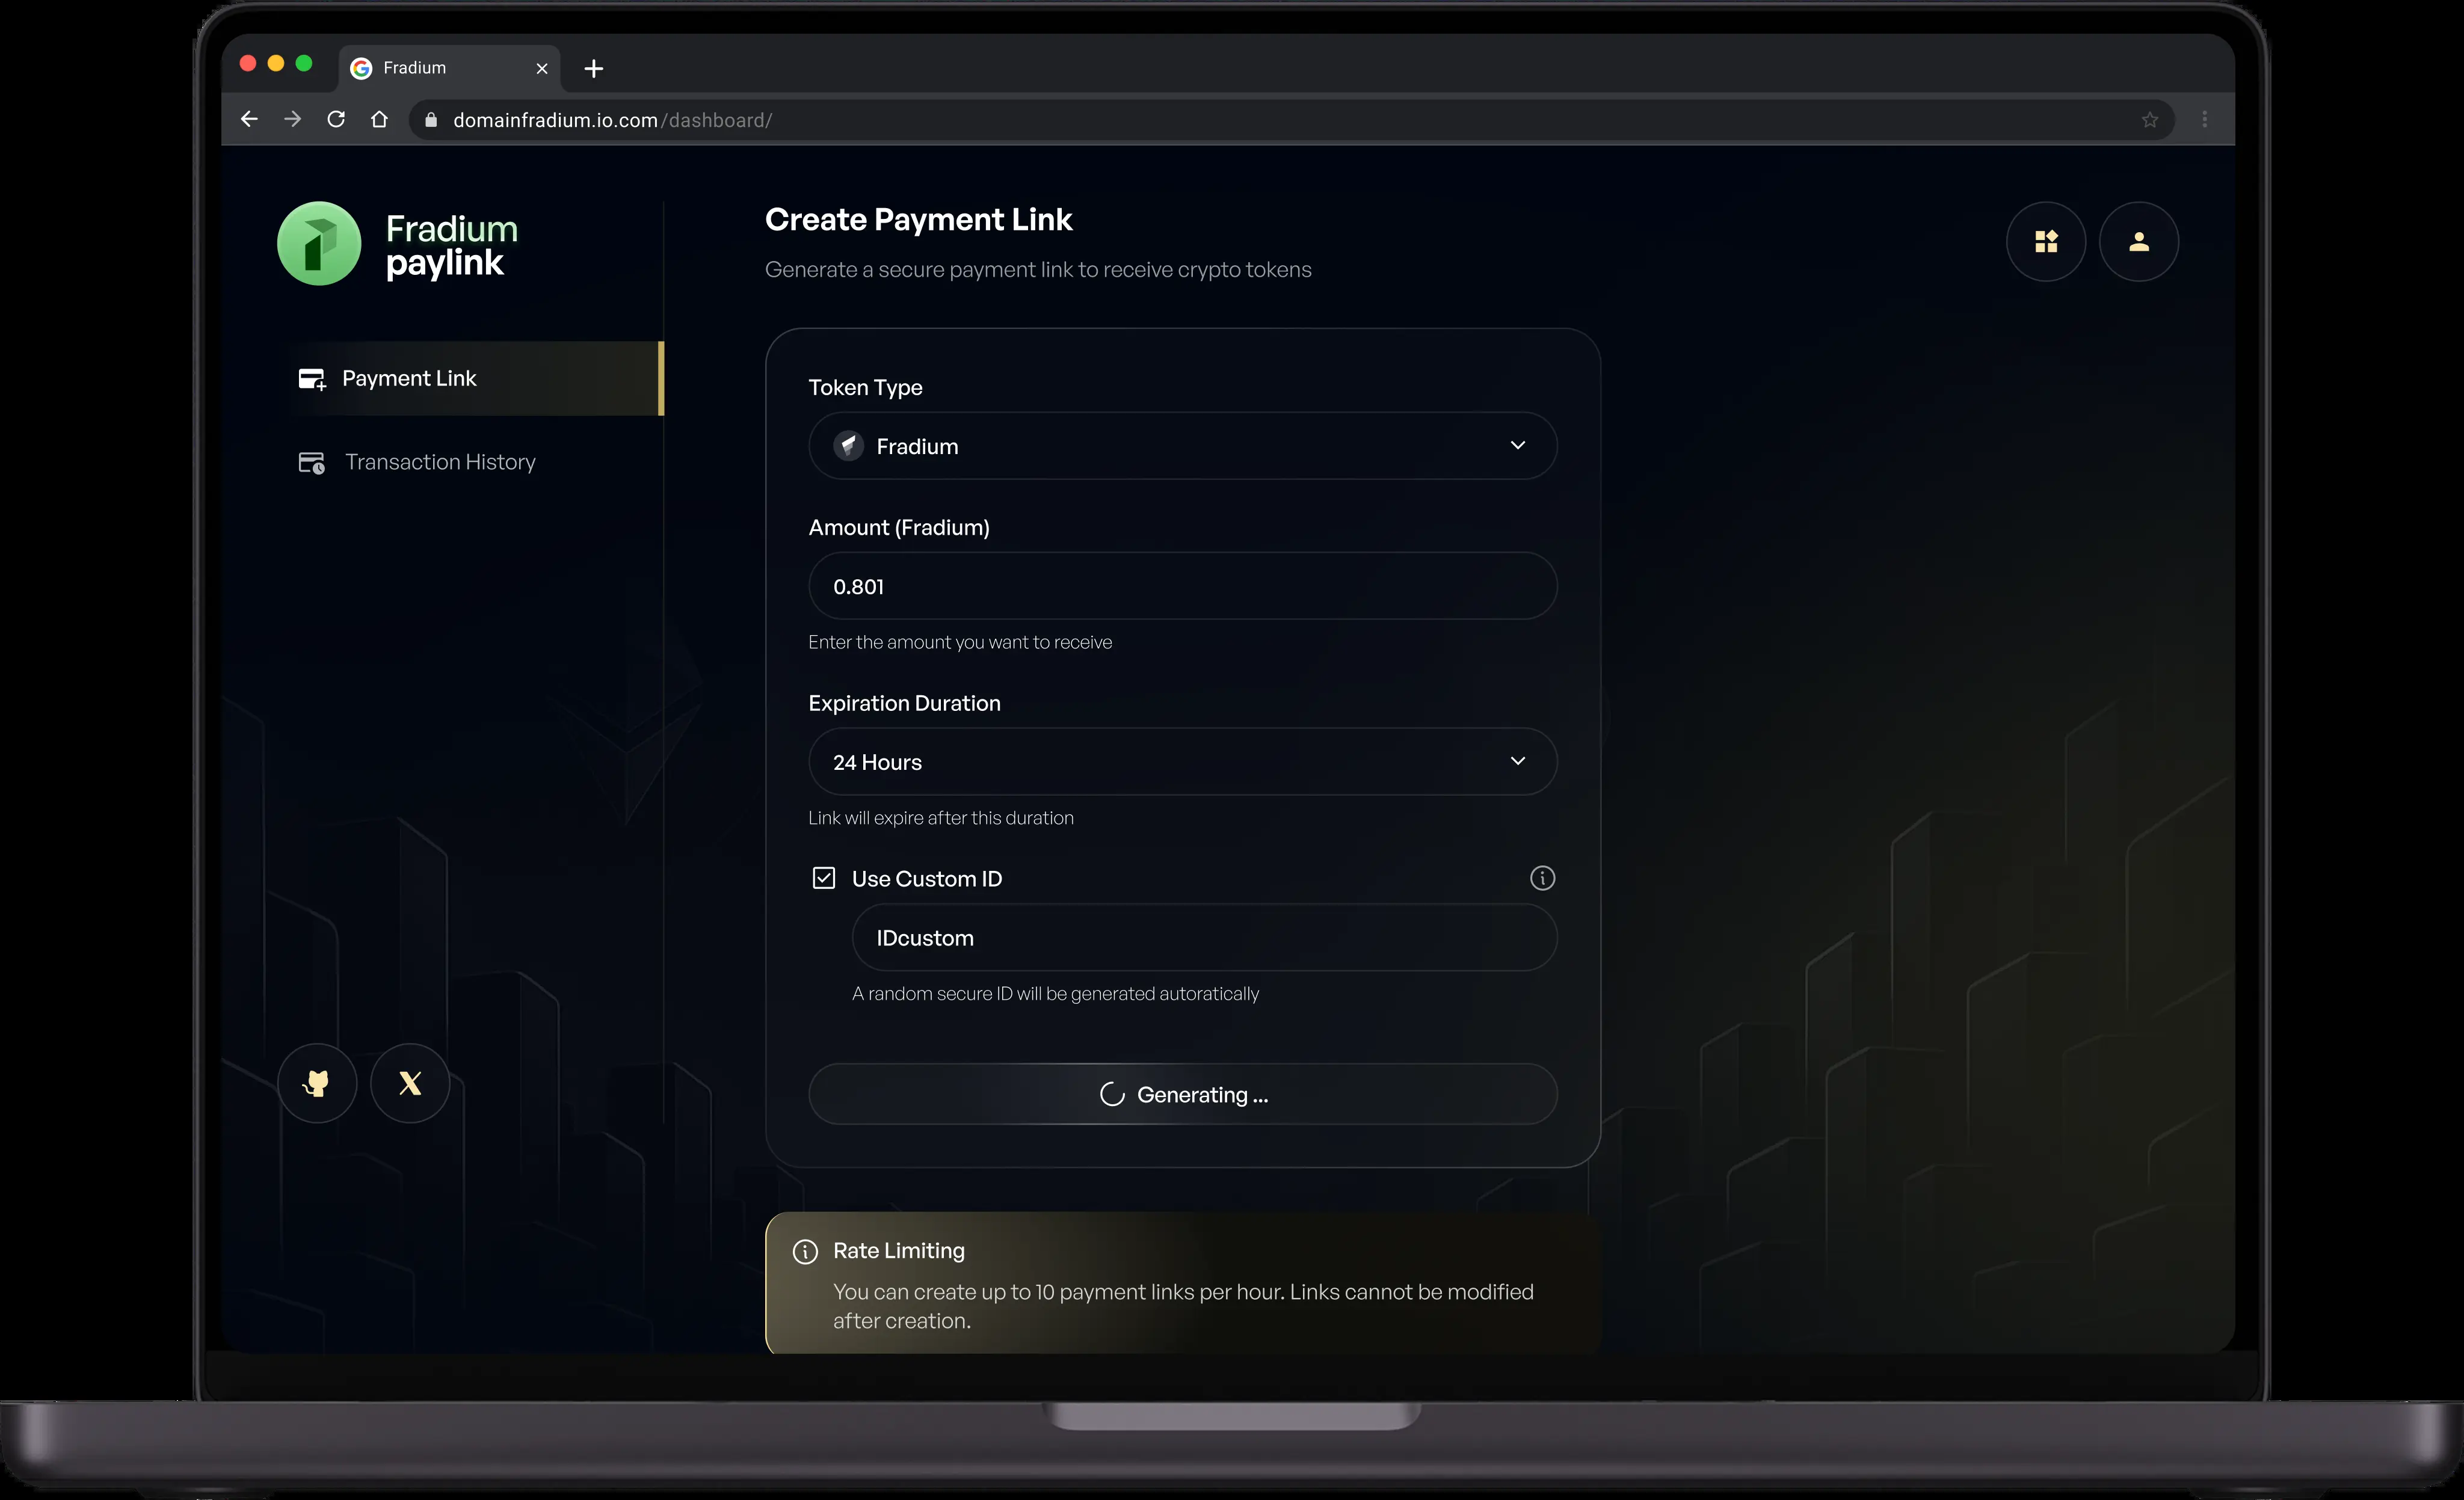 Fradium
domainfradium.io.com/dashboard/
Fradium
paylink
Payment Link
Transaction History
Create Payment Link
Generate a secure payment link to receive crypto tokens
Token Type
Fradium
Amount (Fradium)
0.801
Enter the amount you want to receive
Expiration Duration
24 Hours
Link will expire after this duration
Use Custom ID
IDcustom
A random secure ID will be generated autoratically
Generating ...
Rate Limiting
You can create up to 10 payment links per hour. Links cannot be modified
after creation.